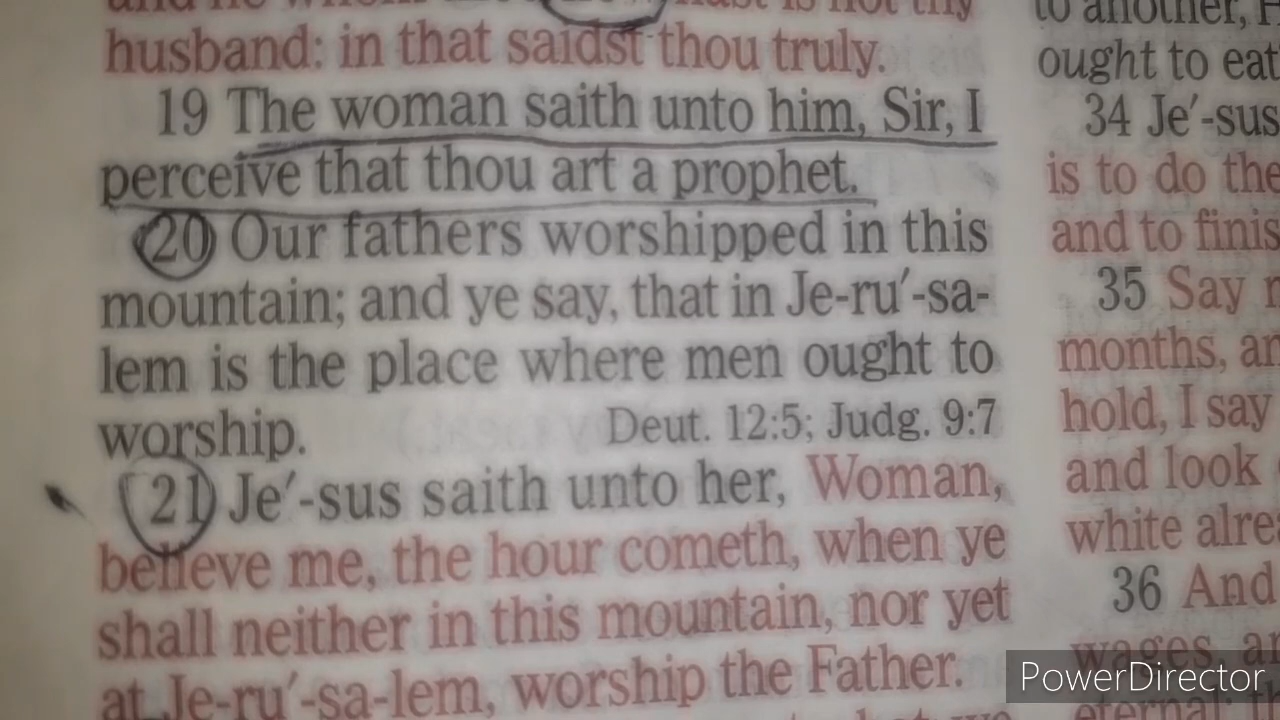 husband: in that saidst thou truly.
19 The woman saith unto him, Sir, I
perceive that thou art a prophet.
20 Our fathers worshipped in this
mountain; and ye say, that in Je-ru′-sa-
lem is the place where men ought to
worship. Deut. 12:5; Judg. 9:7
21 Je′-sus saith unto her, Woman,
believe me, the hour cometh, when ye
shall neither in this mountain, nor yet
at Je-ru′-sa-lem, worship the Father.
to another,
ought to eat
34 Je′-sus
is to do the
and to finis
35 Say
months, an
hold, I say
and look
white alre
36 And
wages, an
PowerDirector